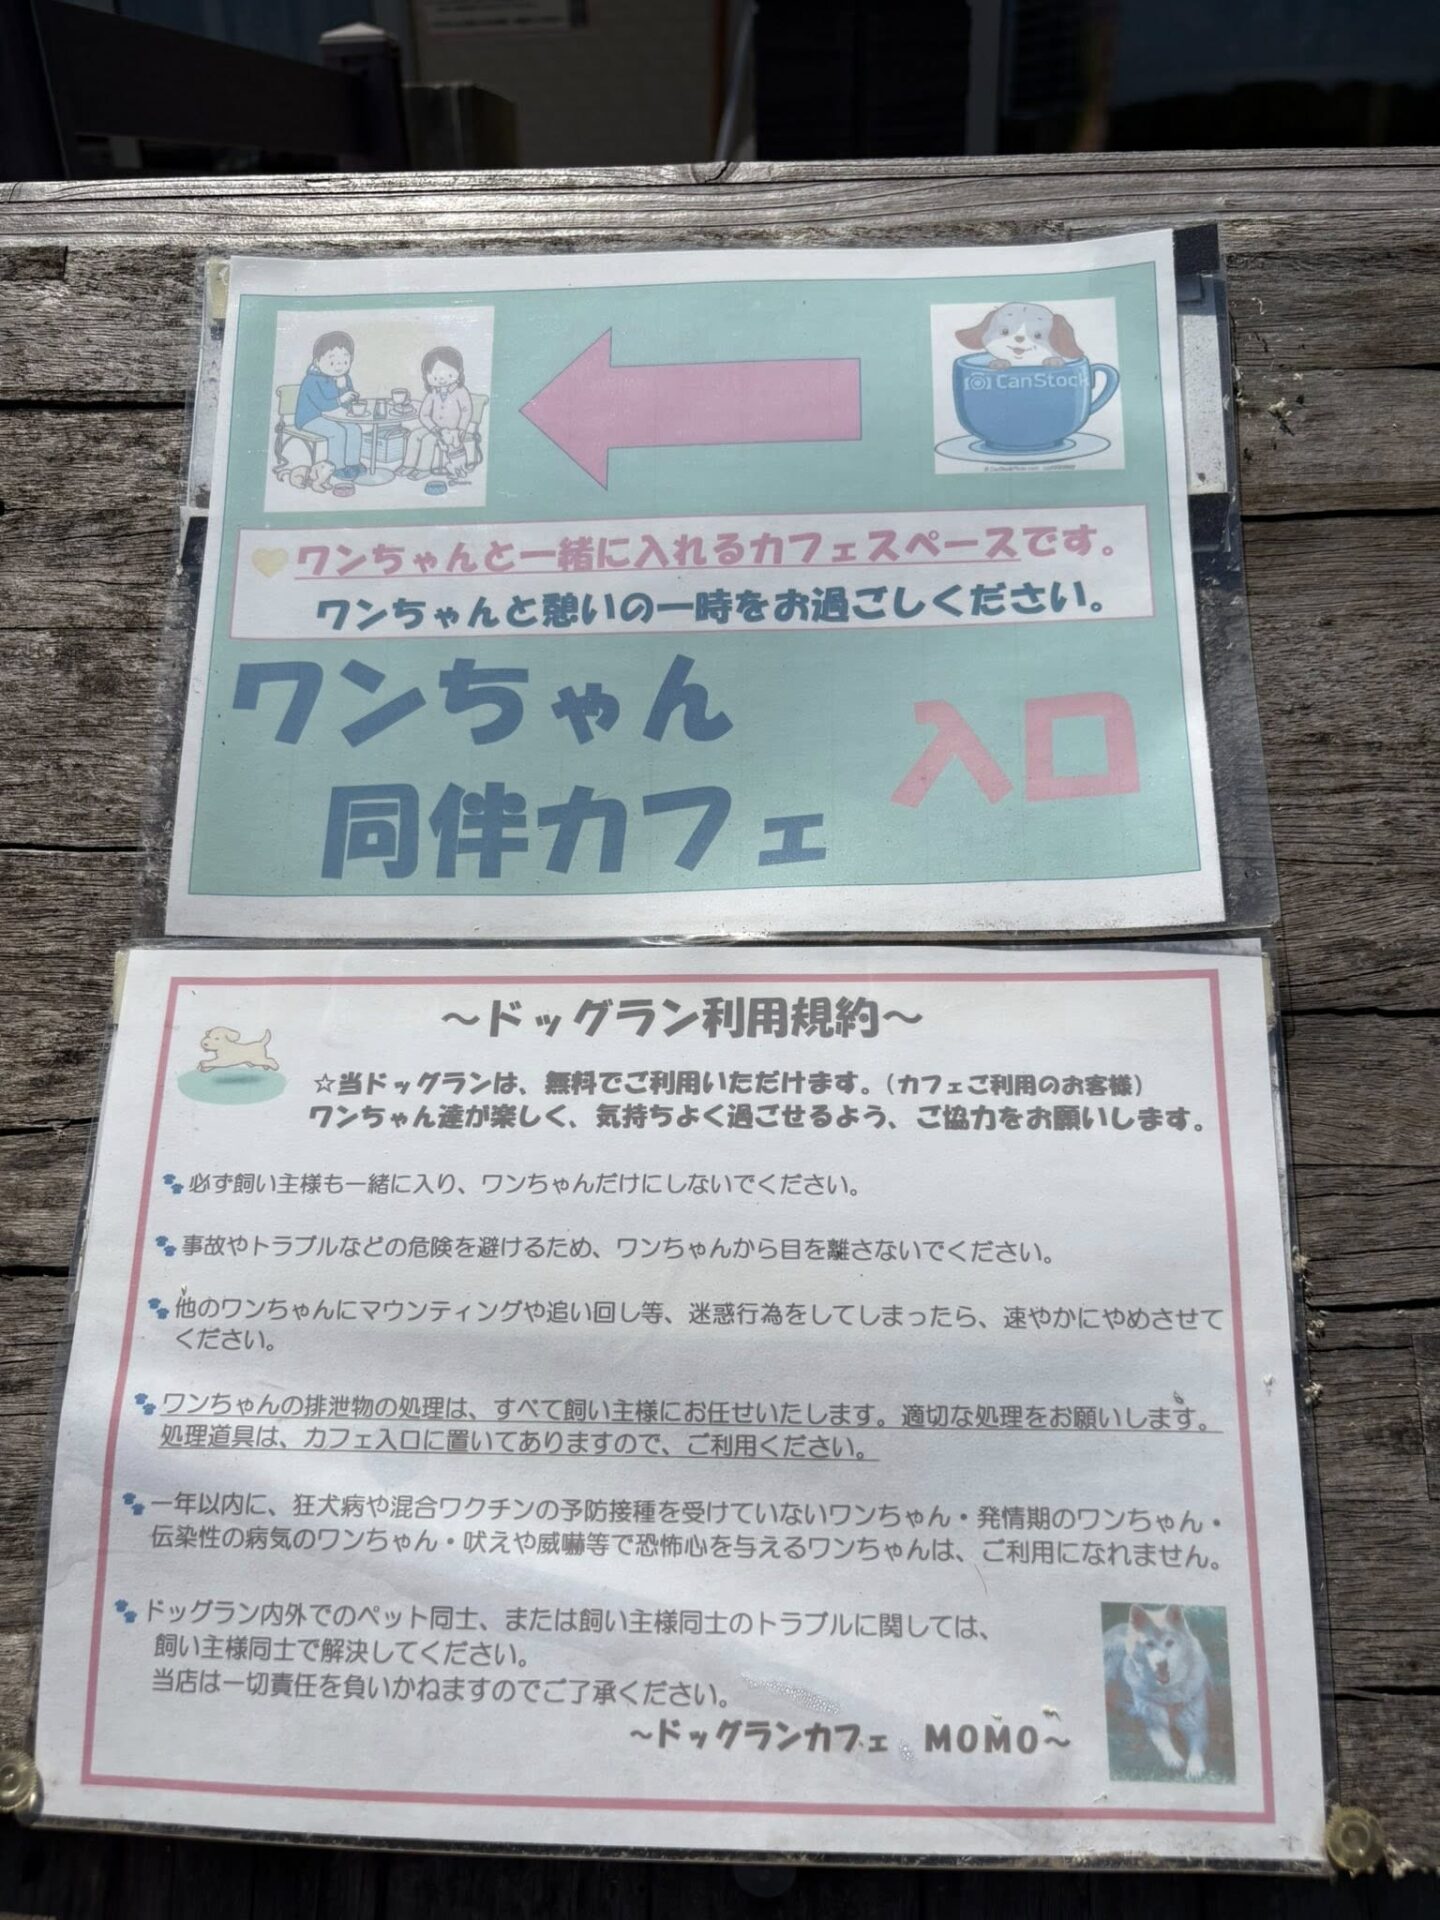 CanStock
ワンちゃんと一緒に入れるカフェスペースです。
ワンちゃんと憩いの一時をお過ごしください。
ワンちゃん
同伴カフェ
入口
～ドッグラン利用規約～
☆当ドッグランは、無料でご利用いただけます。(カフェご利用のお客様)
ワンちゃん達が楽しく、気持ちよく過ごせるよう、ご協力をお願いします。
必ず飼い主様も一緒に入り、ワンちゃんだけにしないでください。
事故やトラブルなどの危険を避けるため、ワンちゃんから目を離さないでください。
他のワンちゃんにマウンティングや追い回し等、迷惑行為をしてしまったら、速やかにやめさせて
ください。
ワンちゃんの排泄物の処理は、すべて飼い主様にお任せいたします。適切な処理をお願いします。
処理道具は、カフェ入口に置いてありますので、ご利用ください。
一年以内に、狂犬病や混合ワクチンの予防接種を受けていないワンちゃん・発情期のワンちゃん・
伝染性の病気のワンちゃん・吠えや威嚇等で恐怖心を与えるワンちゃんは、ご利用になれません。
ドッグラン内外でのペット同士、または飼い主様同士のトラブルに関しては、
飼い主様同士で解決してください。
当店は一切責任を負いかねますのでご了承ください。
～ドッグランカフェ MOMO～